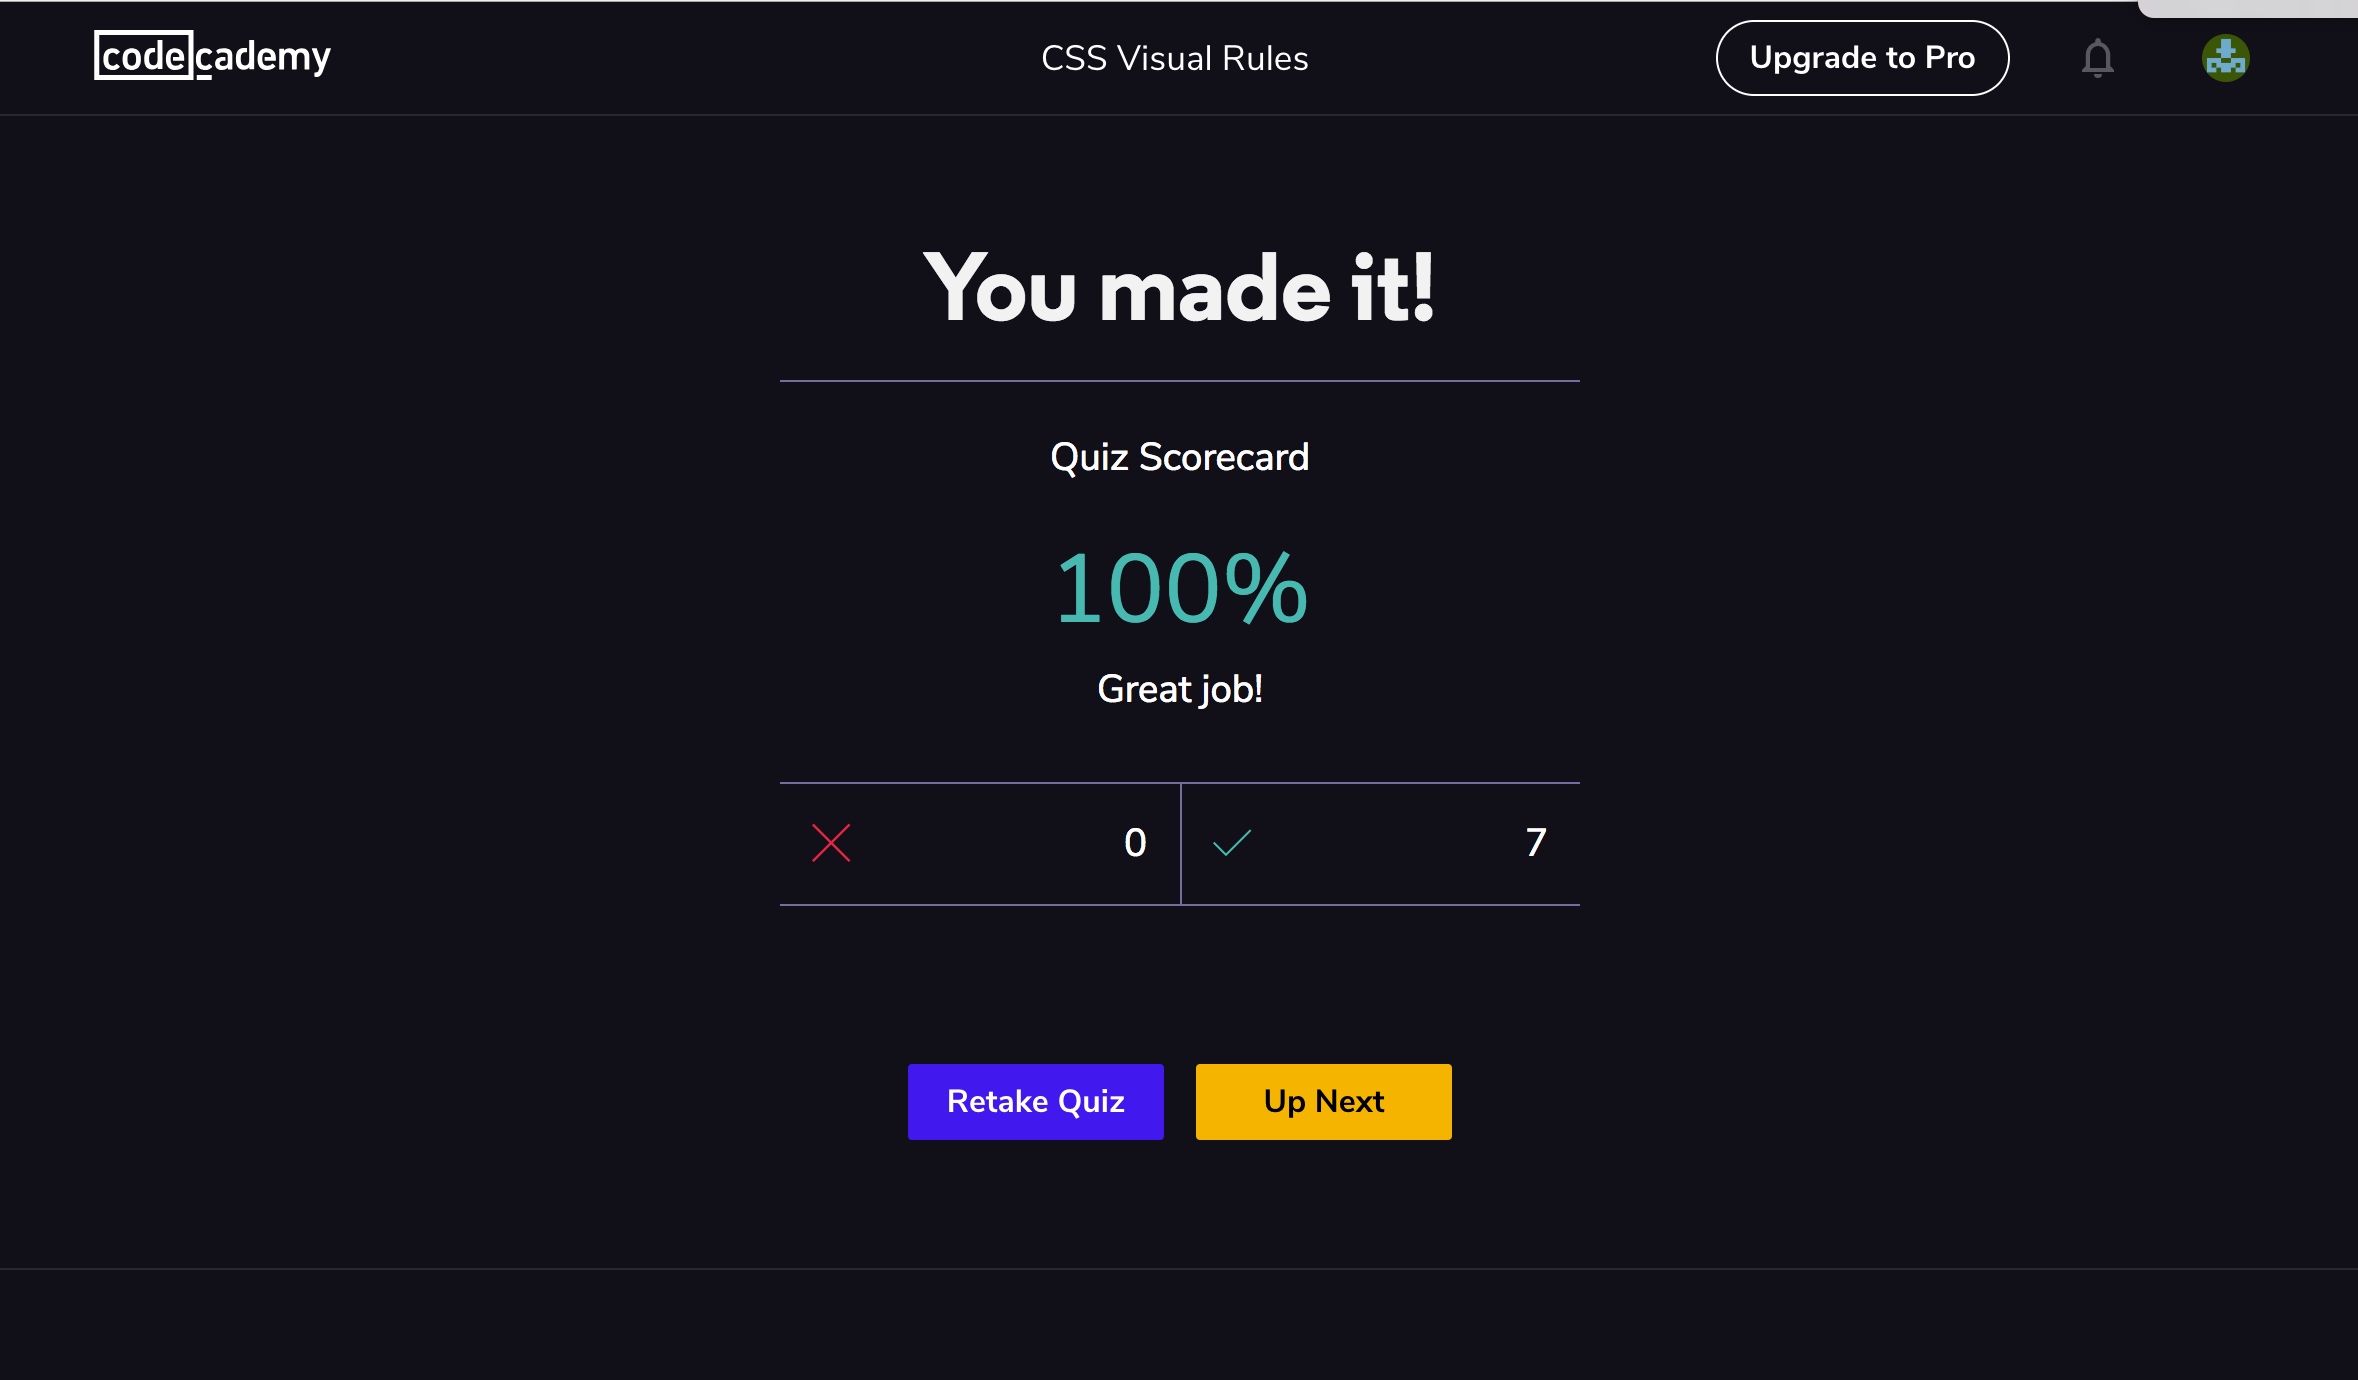 codecademy
CSS Visual Rules
Upgrade to Pro
You made it!
Quiz Scorecard
100%
Great job!
0
7
Retake Quiz
Up Next